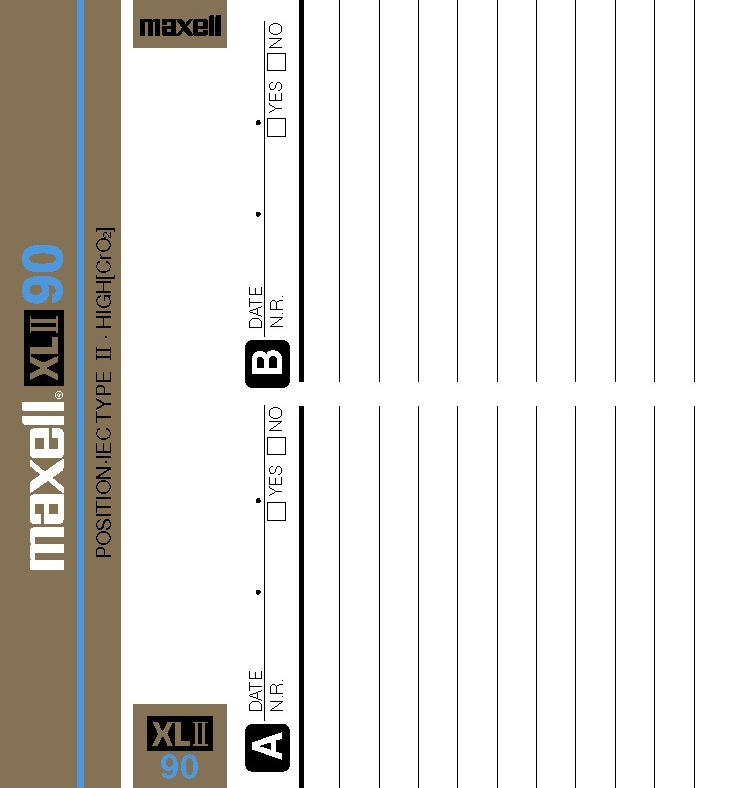 maxell® XLII 90
POSITION·IEC TYPE II · HIGH[CrO₂]
maxell
XLII
90
A
DATE . .
N.R. □ YES □ NO
B
DATE . .
N.R. □ YES □ NO